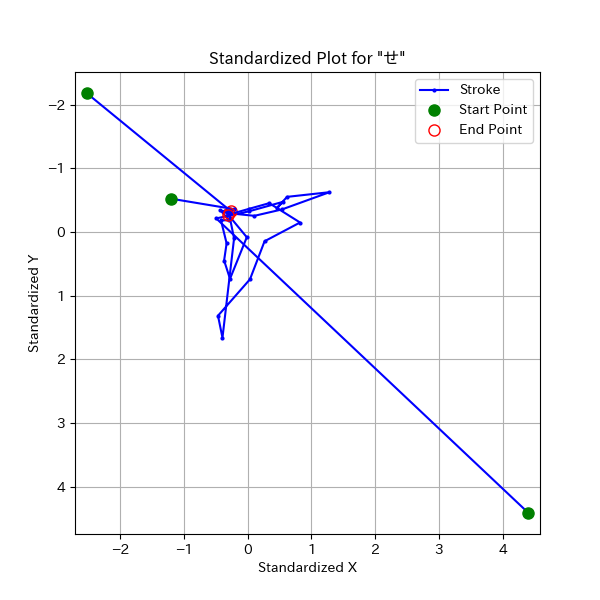 Standardized Plot for "せ"
Stroke
Start Point
End Point
Standardized Y
−2
−1
0
1
2
3
4
−2 −1 0 1 2 3 4
Standardized X